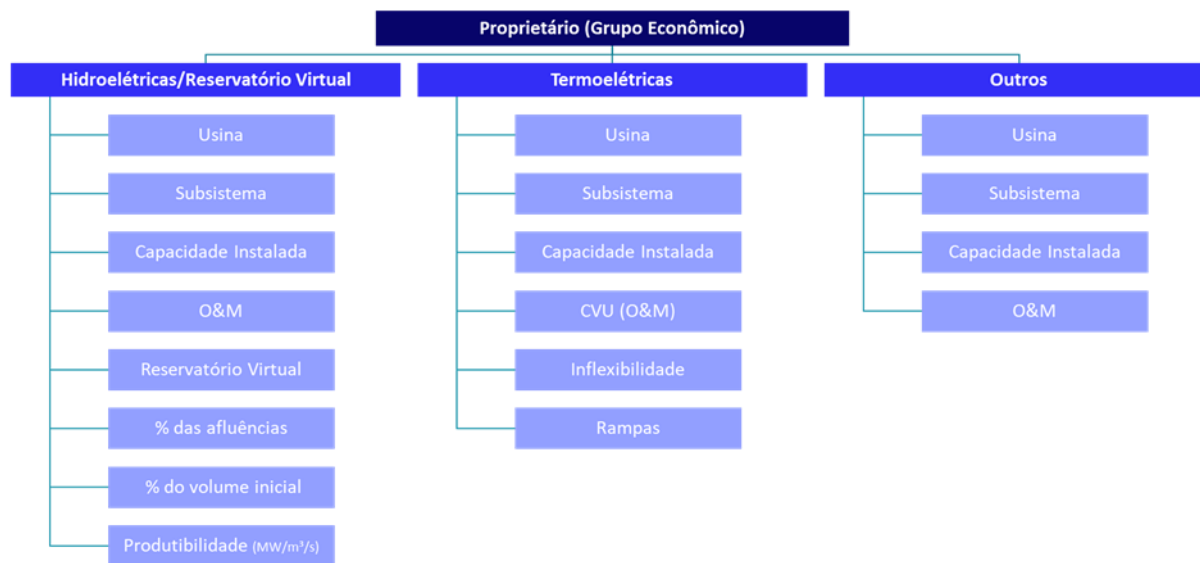 Proprietário (Grupo Econômico)
Hidroelétricas/Reservatório Virtual
Usina
Subsistema
Capacidade Instalada
O&M
Reservatório Virtual
% das afluências
% do volume inicial
Produtibilidade (MW/m³/s)
Termoelétricas
Usina
Subsistema
Capacidade Instalada
CVU (O&M)
Inflexibilidade
Rampas
Outros
Usina
Subsistema
Capacidade Instalada
O&M